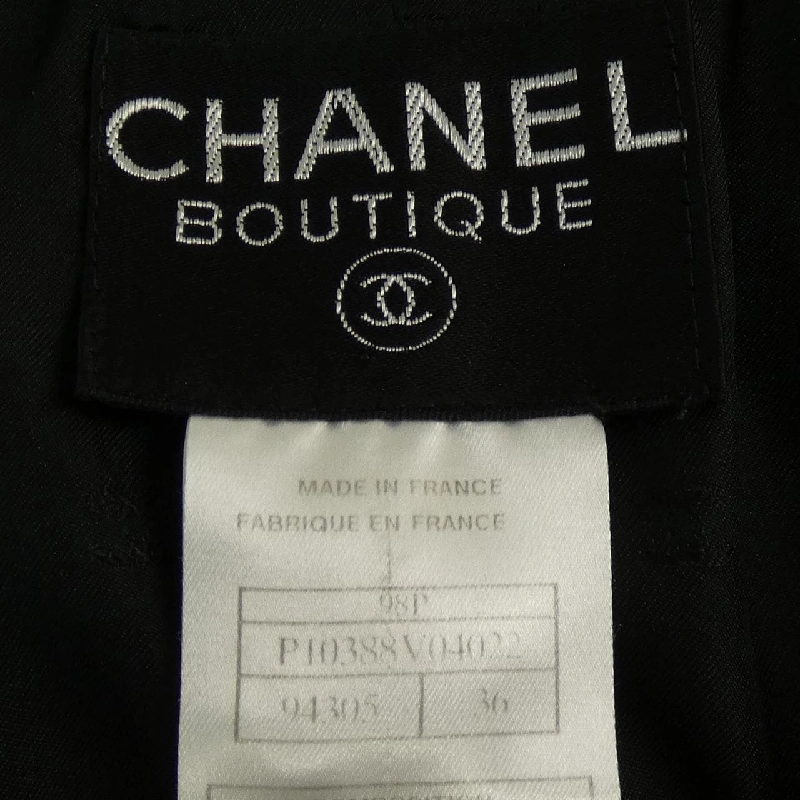 CHANEL
BOUTIQUE
MADE IN FRANCE
FABRIQUE EN FRANCE
98P
P10388V04022
94305 36